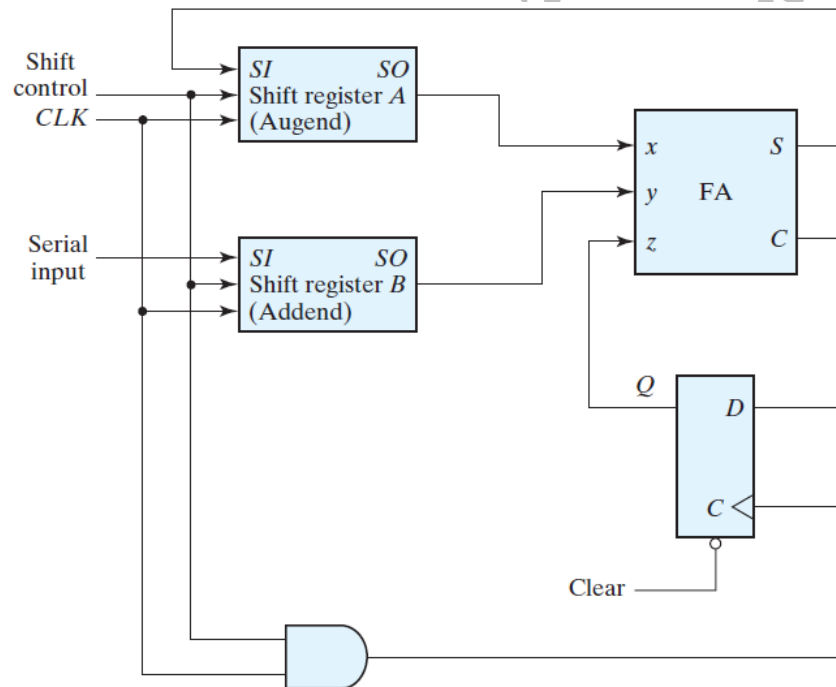 Shift
control
CLK
SI SO
Shift register A
(Augend)
Serial
input
SI SO
Shift register B
(Addend)
x S
y FA
z C
Q
D
C
Clear